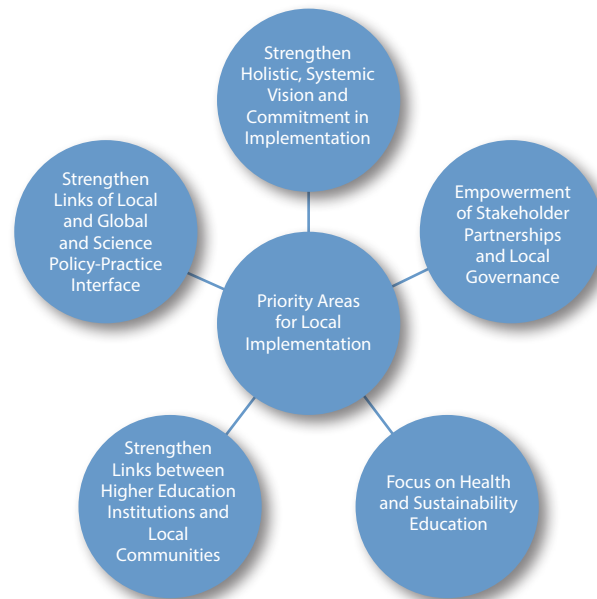 Strengthen
Holistic, Systemic
Vision and
Commitment in
Implementation
Strengthen
Links of Local
and Global
and Science
Policy-Practice
Interface
Empowerment
of Stakeholder
Partnerships
and Local
Governance
Priority Areas
for Local
Implementation
Strengthen
Links between
Higher Education
Institutions and
Local
Communities
Focus on Health
and Sustainability
Education